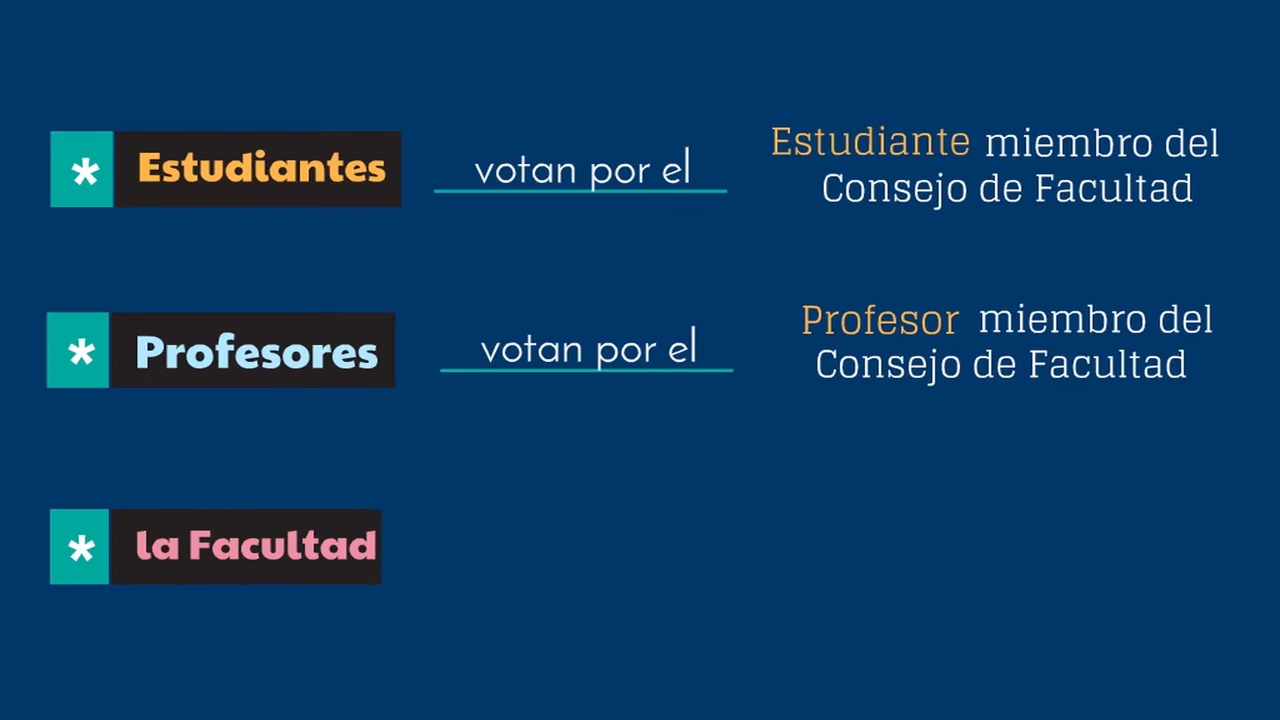 * Estudiantes votan por el Estudiante miembro del
Consejo de Facultad
* Profesores votan por el Profesor miembro del
Consejo de Facultad
* la Facultad